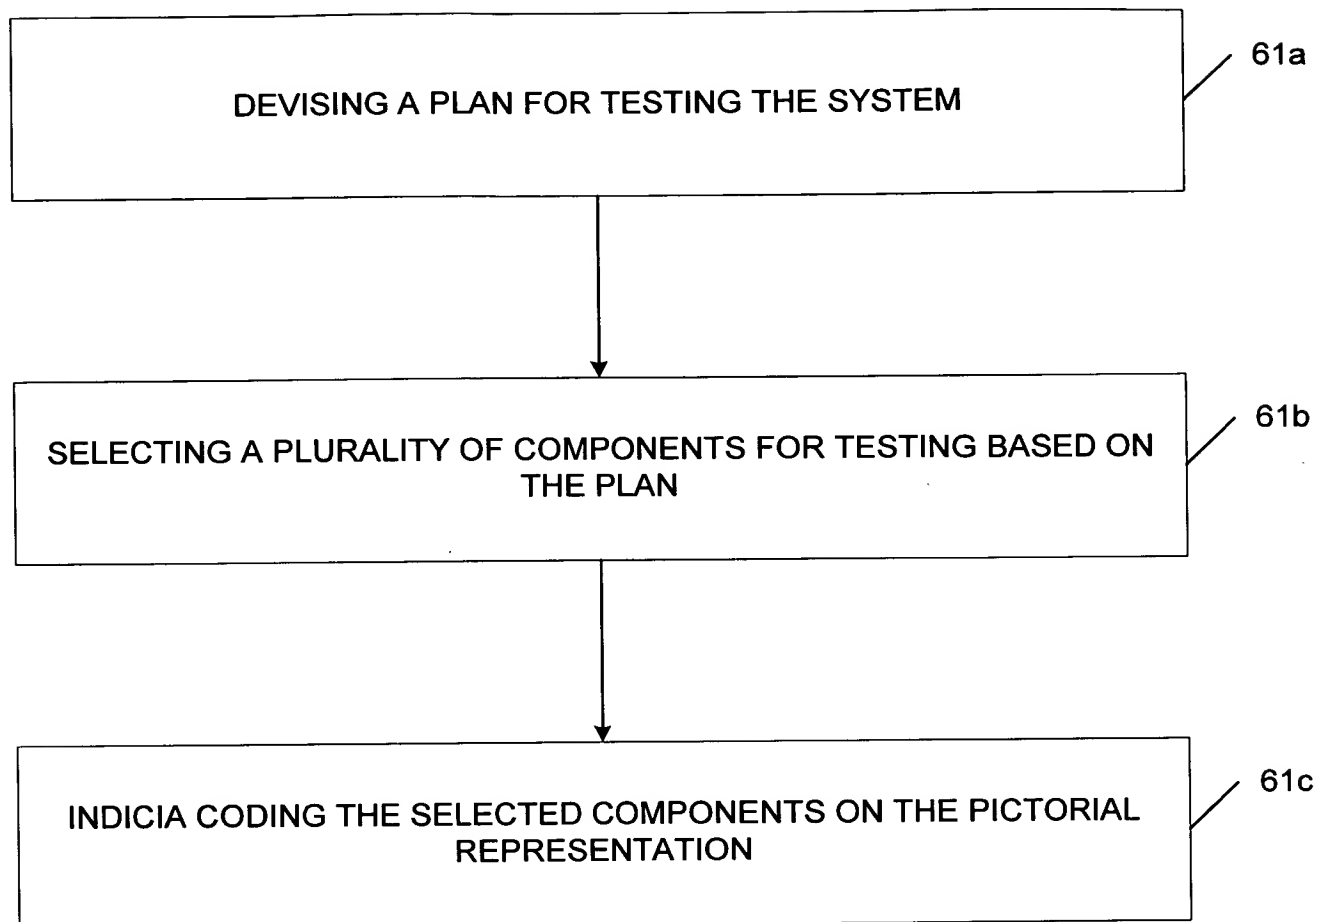 61a
DEVISING A PLAN FOR TESTING THE SYSTEM
61b
SELECTING A PLURALITY OF COMPONENTS FOR TESTING BASED ON
THE PLAN
61c
INDICIA CODING THE SELECTED COMPONENTS ON THE PICTORIAL
REPRESENTATION